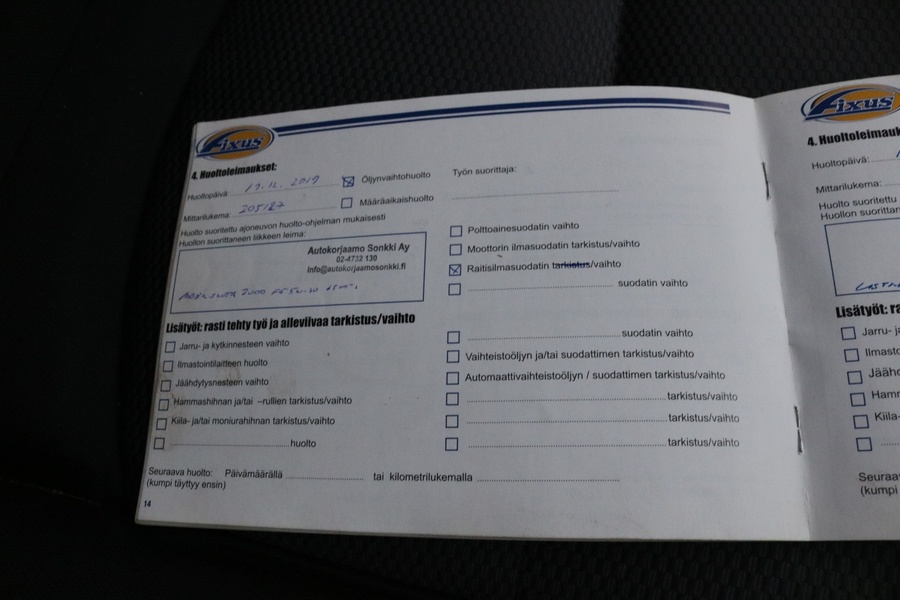 Fixus
4. Huoltoleimaukset:
Huoltopäivä: 19.12.2019
Öljynvaihtohuolto
Työn suorittaja:
Mittarilukema: 205127
Määräaikaishuolto
Huolto suoritettu ajoneuvon huolto-ohjelman mukaisesti
Huollon suorittaneen liikkeen leima:
Autokorjaamo Sonkki Ay
02-4732 130
info@autokorjaamosonkki.fi
Polttoainesuodatin vaihto
Moottorin ilmasuodatin tarkistus/vaihto
Raitisilmasuodatin tarkistus/vaihto
suodatin vaihto
Lisätyöt: rasti tehty työ ja alleviivaa tarkistus/vaihto
Jarru- ja kytkinnesteen vaihto
Ilmastointilaitteen huolto
Jäähdytysnesteen vaihto
Hammashihnan ja/tai –rullien tarkistus/vaihto
Kiila- ja/tai moniurahihnan tarkistus/vaihto
huolto
suodatin vaihto
Vaihteistoöljyn ja/tai suodattimen tarkistus/vaihto
Automaattivaihteistoöljyn / suodattimen tarkistus/vaihto
tarkistus/vaihto
tarkistus/vaihto
tarkistus/vaihto
Seuraava huolto: Päivämäärällä tai kilometrilukemalla
(kumpi täyttyy ensin)
14
Fixus
4. Huoltoleimauk
Huoltopäivä:
Mittarilukema:
Huolto suoritettu
Huollon suorittan
Lisätyöt: ra
Jarru- ja
Ilmasto
Jäähd
Hamm
Kiila-
Seuraa
(kumpi